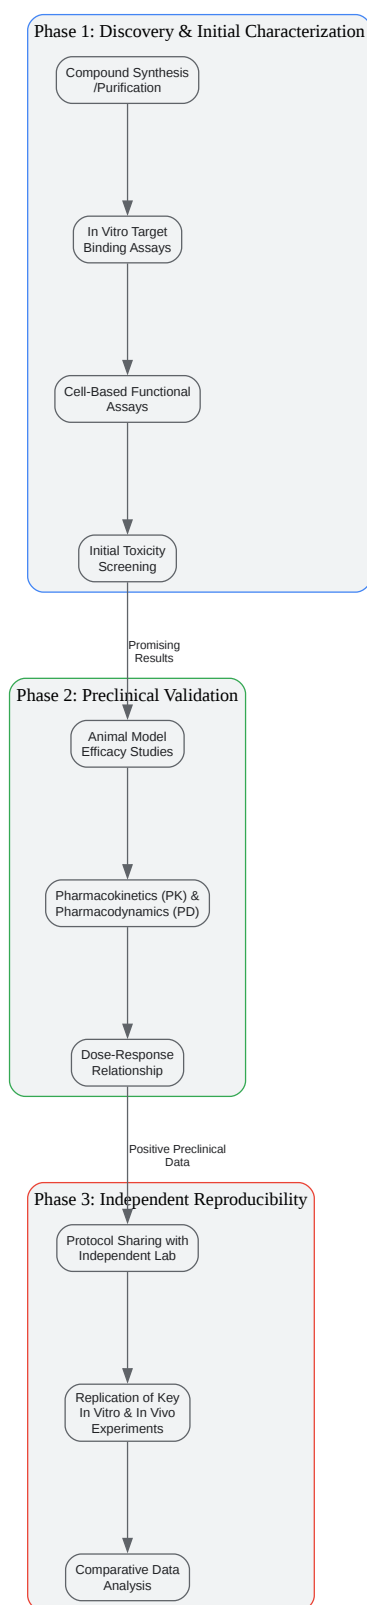 Phase 1: Discovery & Initial Characterization
Compound Synthesis
/Purification
In Vitro Target
Binding Assays
Cell-Based Functional
Assays
Initial Toxicity
Screening
Promising
Results
Phase 2: Preclinical Validation
Animal Model
Efficacy Studies
Pharmacokinetics (PK) &
Pharmacodynamics (PD)
Dose-Response
Relationship
Positive Preclinical
Data
Phase 3: Independent Reproducibility
Protocol Sharing with
Independent Lab
Replication of Key
In Vitro & In Vivo
Experiments
Comparative Data
Analysis